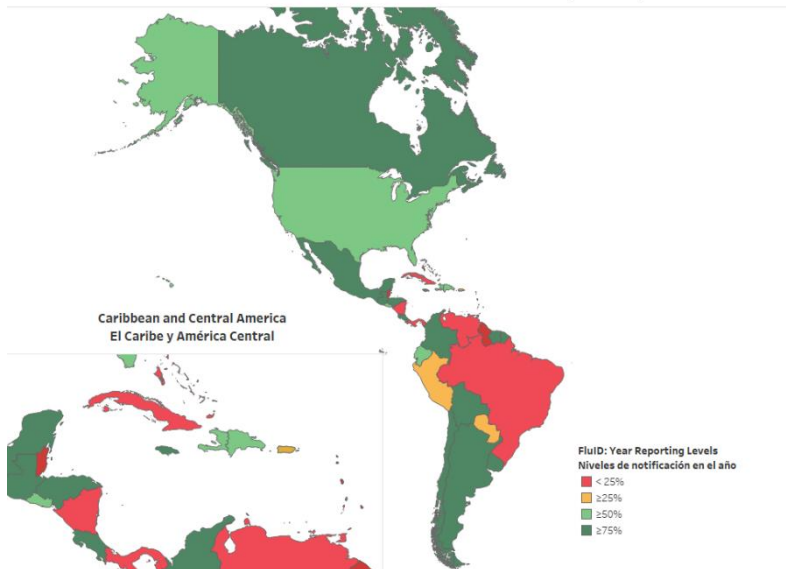 Caribbean and Central America
El Caribe y América Central
FluID: Year Reporting Levels
Niveles de notificación en el año
< 25%
≥25%
≥50%
≥75%